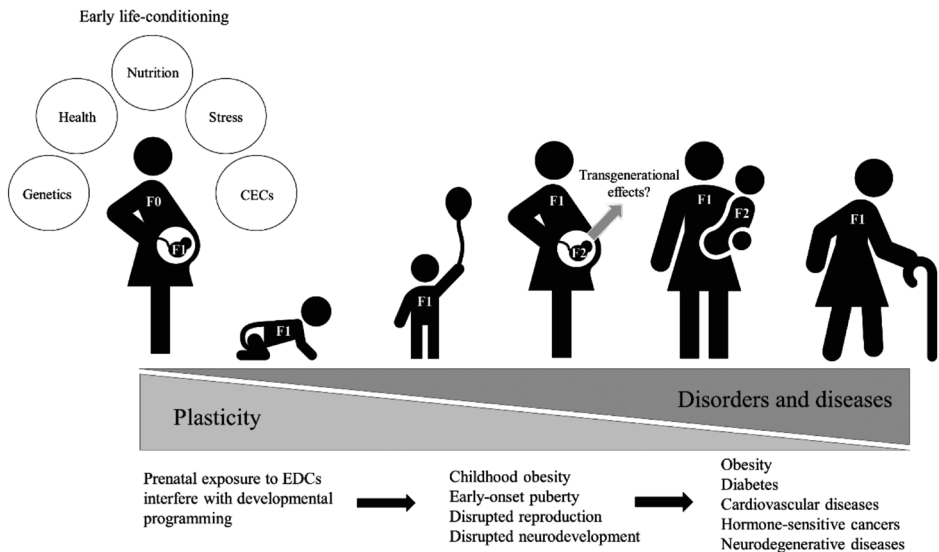 Early life-conditioning
Nutrition
Health
Stress
Genetics
CECs
F0
F1
F1
F1
F1
F2
Transgenerational
effects?
F1
F2
F1
Plasticity
Disorders and diseases
Prenatal exposure to EDCs
interfere with developmental
programming
Childhood obesity
Early-onset puberty
Disrupted reproduction
Disrupted neurodevelopment
Obesity
Diabetes
Cardiovascular diseases
Hormone-sensitive cancers
Neurodegenerative diseases